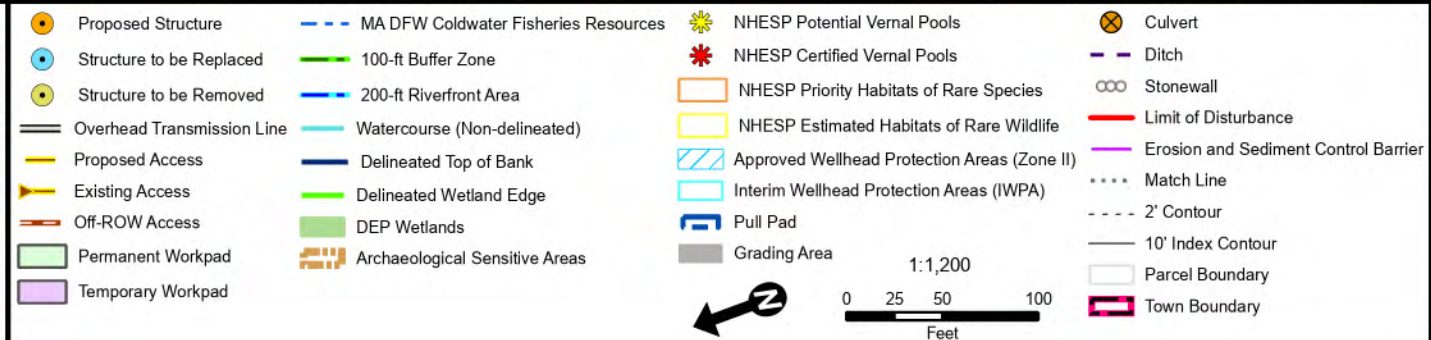 Proposed Structure
Structure to be Replaced
Structure to be Removed
Overhead Transmission Line
Proposed Access
Existing Access
Off-ROW Access
Permanent Workpad
Temporary Workpad
MA DFW Coldwater Fisheries Resources
100-ft Buffer Zone
200-ft Riverfront Area
Watercourse (Non-delineated)
Delineated Top of Bank
Delineated Wetland Edge
DEP Wetlands
Archaeological Sensitive Areas
NHESP Potential Vernal Pools
NHESP Certified Vernal Pools
NHESP Priority Habitats of Rare Species
NHESP Estimated Habitats of Rare Wildlife
Approved Wellhead Protection Areas (Zone II)
Interim Wellhead Protection Areas (IWPA)
Pull Pad
Grading Area
1:1,200
N
0 25 50 100
Feet
Culvert
Ditch
Stonewall
Limit of Disturbance
Erosion and Sediment Control Barrier
Match Line
2' Contour
10' Index Contour
Parcel Boundary
Town Boundary